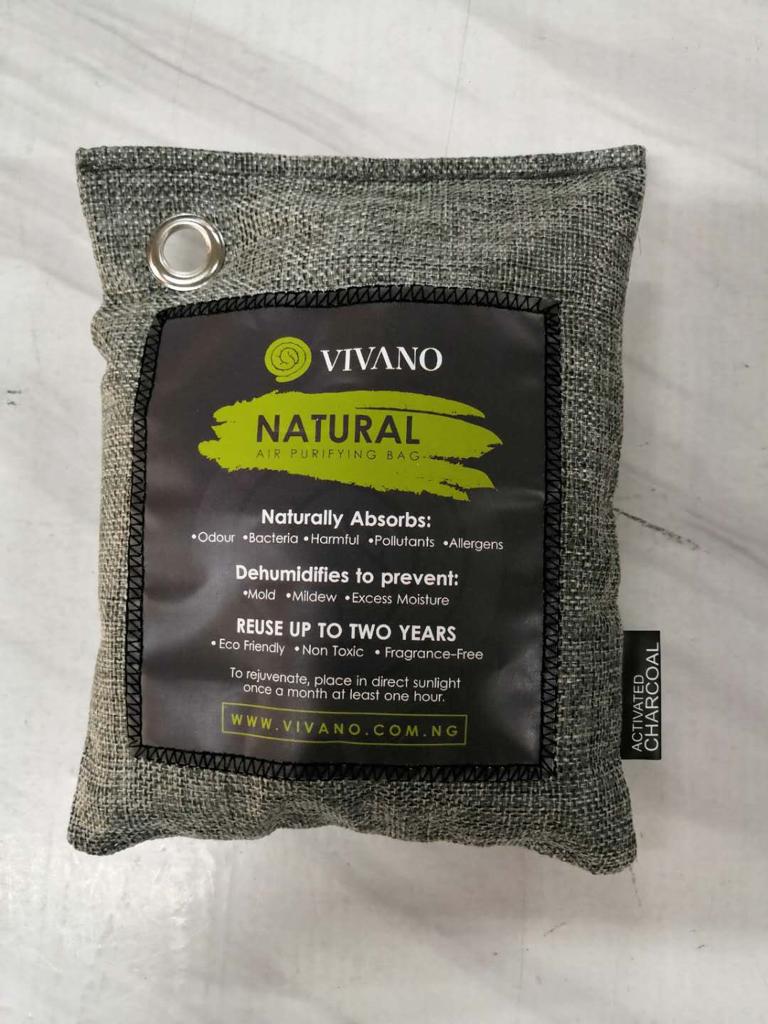 VIVANO
NATURAL
AIR PURIFYING BAG
Naturally Absorbs:
•Odour •Bacteria •Harmful •Pollutants •Allergens
Dehumidifies to prevent:
•Mold •Mildew •Excess Moisture
REUSE UP TO TWO YEARS
•Eco Friendly •Non Toxic • Fragrance-Free
To rejuvenate, place in direct sunlight
once a month at least one hour.
WWW.VIVANO.COM.NG
ACTIVATED
CHARCOAL